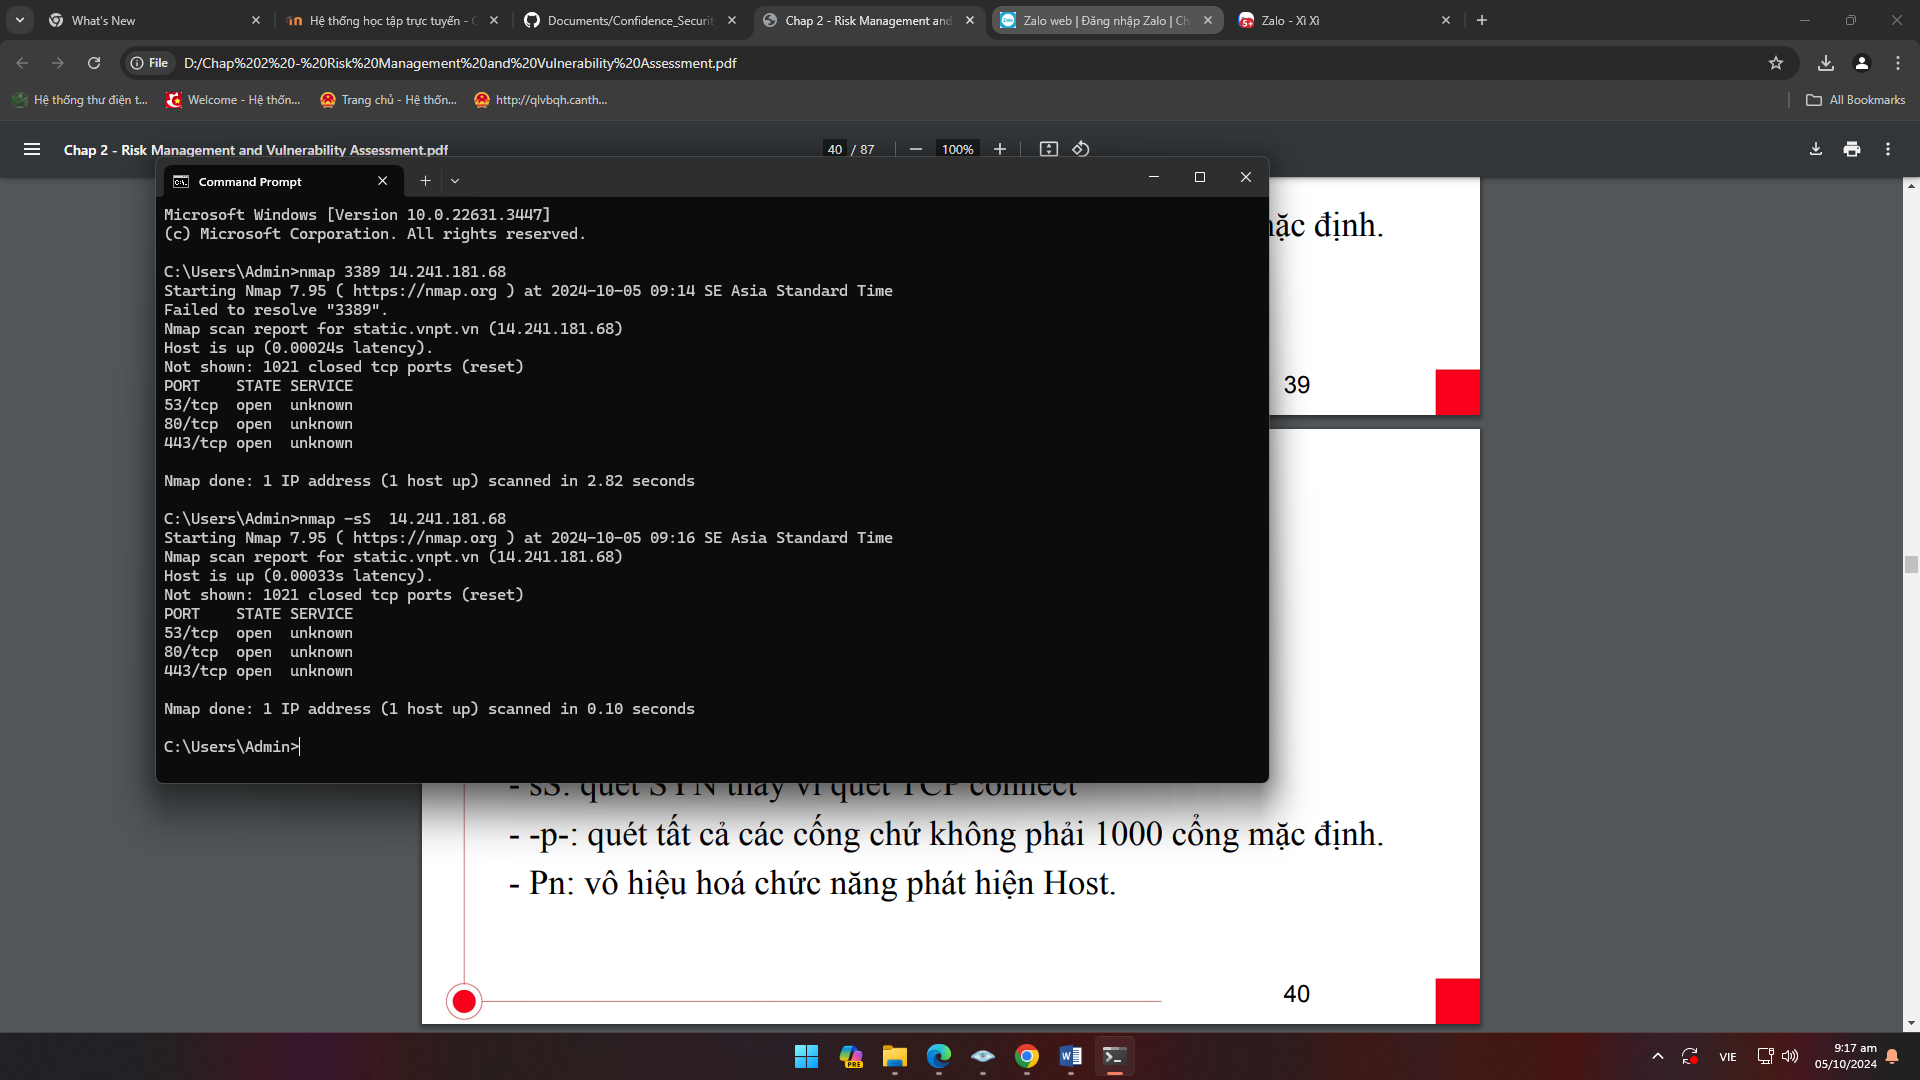 What's New
Hệ thống học tập trực tuyến - C
Documents/Confidence_Securit
Chap 2 - Risk Management and
Zalo web | Đăng nhập Zalo | Ch
Zalo - Xì Xì
File
D:/Chap%202%20-%20Risk%20Management%20and%20Vulnerability%20Assessment.pdf
Hệ thống thư điện t...
Welcome - Hệ thốn...
Trang chủ - Hệ thốn...
http://qlvbqh.canth...
All Bookmarks
Chap 2 - Risk Management and Vulnerability Assessment.pdf
40 / 87
100%
Command Prompt
Microsoft Windows [Version 10.0.22631.3447]
(c) Microsoft Corporation. All rights reserved.
C:\Users\Admin>nmap 3389 14.241.181.68
Starting Nmap 7.95 ( https://nmap.org ) at 2024-10-05 09:14 SE Asia Standard Time
Failed to resolve "3389".
Nmap scan report for static.vnpt.vn (14.241.181.68)
Host is up (0.00024s latency).
Not shown: 1021 closed tcp ports (reset)
PORT    STATE SERVICE
53/tcp  open  unknown
80/tcp  open  unknown
443/tcp open  unknown
Nmap done: 1 IP address (1 host up) scanned in 2.82 seconds
C:\Users\Admin>nmap -sS  14.241.181.68
Starting Nmap 7.95 ( https://nmap.org ) at 2024-10-05 09:16 SE Asia Standard Time
Nmap scan report for static.vnpt.vn (14.241.181.68)
Host is up (0.00033s latency).
Not shown: 1021 closed tcp ports (reset)
PORT    STATE SERVICE
53/tcp  open  unknown
80/tcp  open  unknown
443/tcp open  unknown
Nmap done: 1 IP address (1 host up) scanned in 0.10 seconds
C:\Users\Admin>
mặc định.
39
- sS: quét SYN thay vì quét TCP connect
- -p-: quét tất cả các cổng chứ không phải 1000 cổng mặc định.
- Pn: vô hiệu hoá chức năng phát hiện Host.
40
VIE
9:17 am
05/10/2024